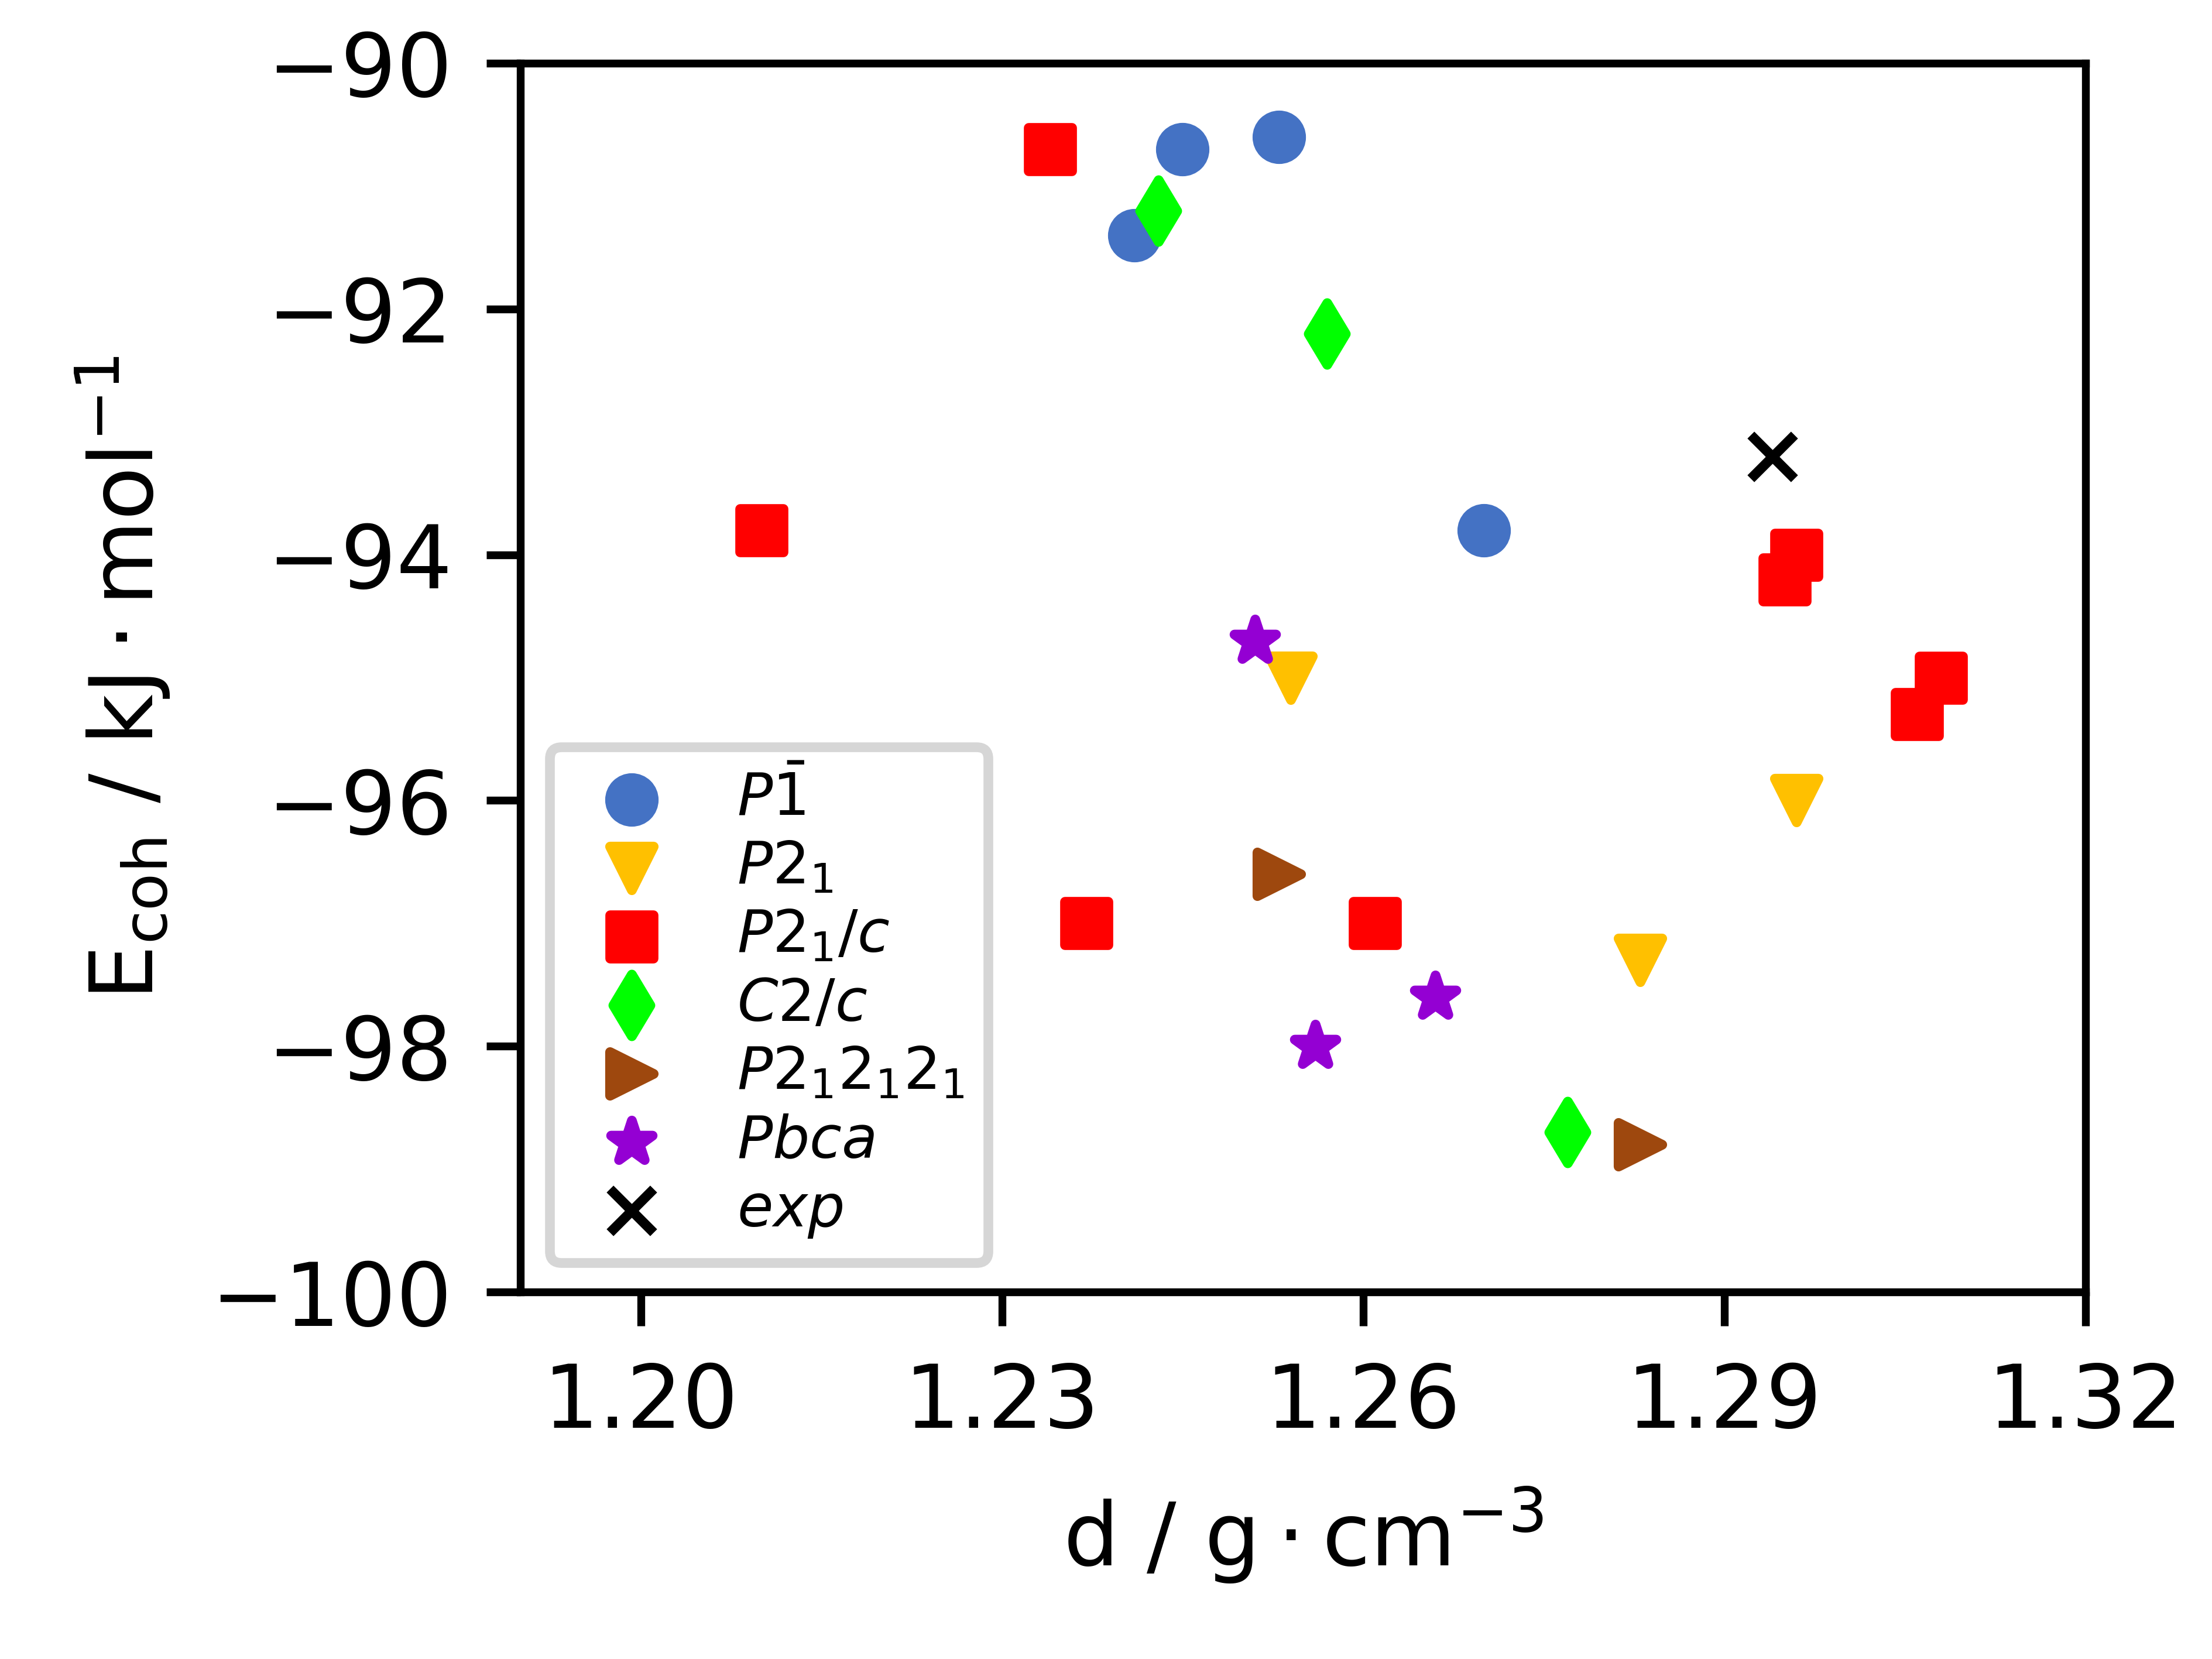 −90
−92
−94
−96
−98
−100
E_coh / kJ·mol⁻¹
P1̄
P2₁
P2₁/c
C2/c
P2₁2₁2₁
Pbca
exp
1.20 1.23 1.26 1.29 1.32
d / g·cm⁻³